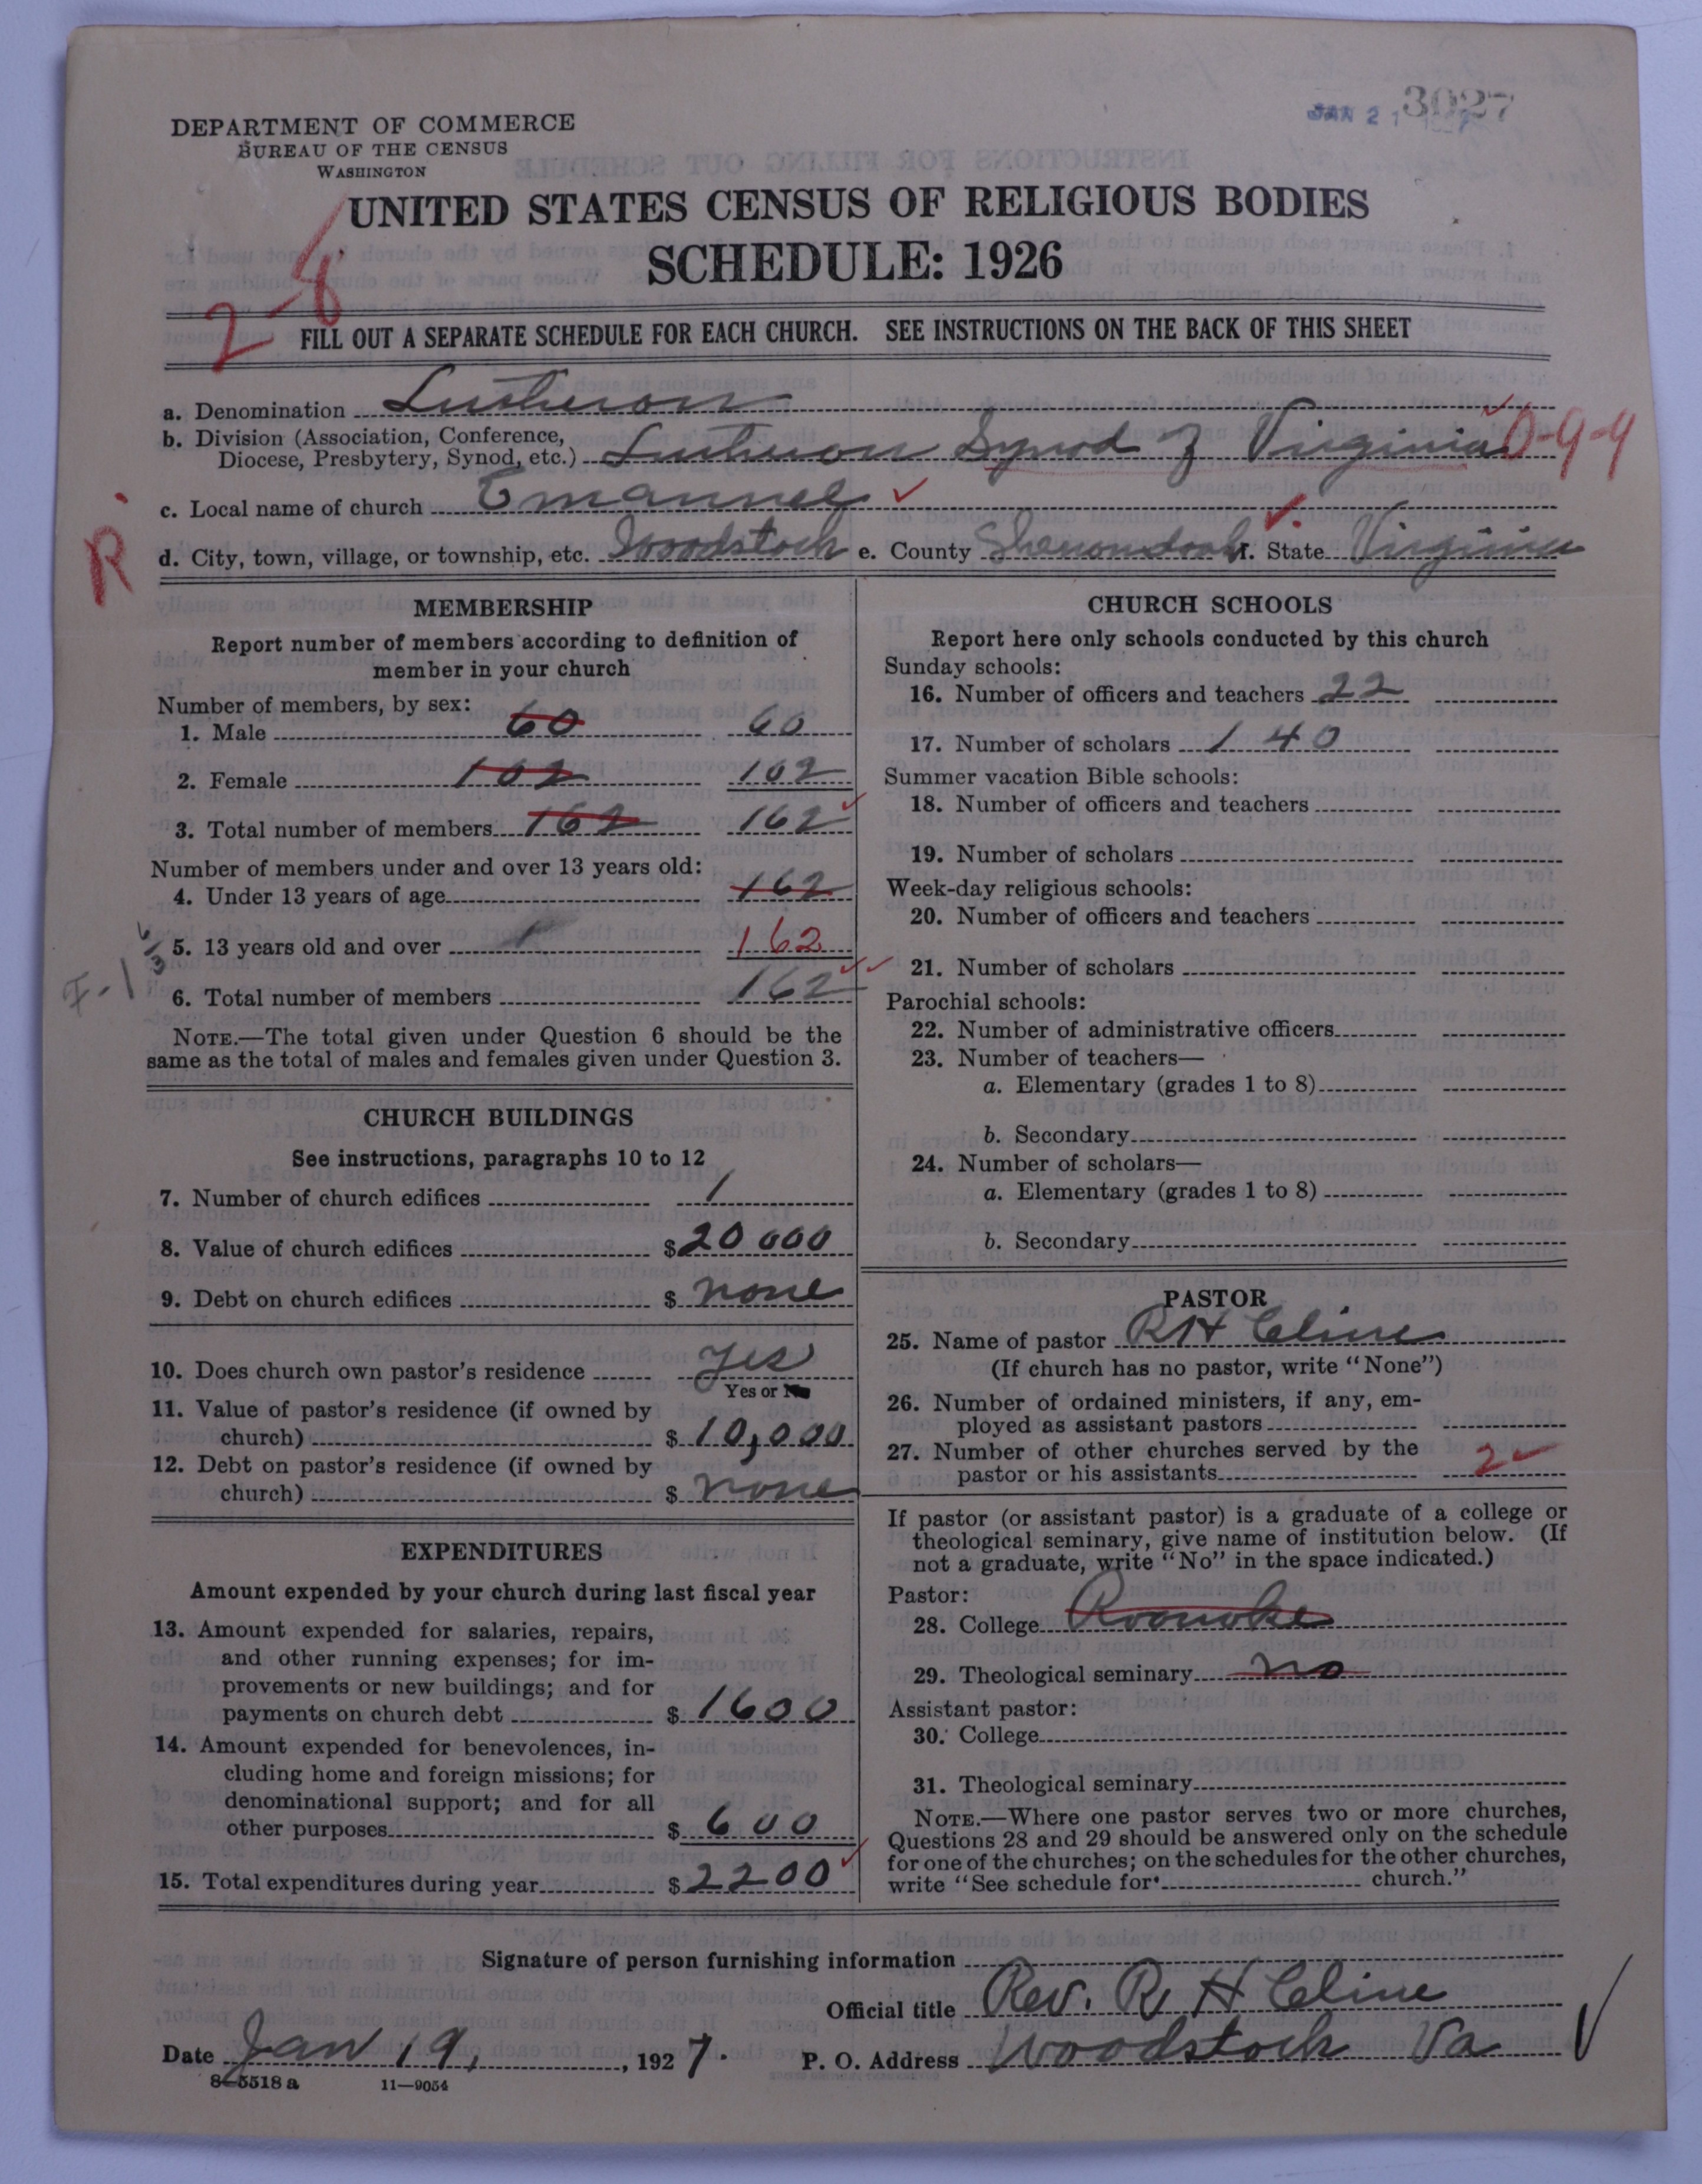 JAN 21 1927
3027
DEPARTMENT OF COMMERCE
BUREAU OF THE CENSUS
WASHINGTON
UNITED STATES CENSUS OF RELIGIOUS BODIES
SCHEDULE: 1926
2-8
FILL OUT A SEPARATE SCHEDULE FOR EACH CHURCH. SEE INSTRUCTIONS ON THE BACK OF THIS SHEET
a. Denomination Lutheran
b. Division (Association, Conference,
Diocese, Presbytery, Synod, etc.) Lutheran Synod of Virginia 0-9-4
c. Local name of church Emanuel
R
d. City, town, village, or township, etc. Woodstock e. County Shenandoah f. State Virginia
MEMBERSHIP
Report number of members according to definition of
member in your church
Number of members, by sex:
1. Male 60 60
2. Female 102 102
3. Total number of members 162 162
Number of members under and over 13 years old:
4. Under 13 years of age 162
5. 13 years old and over 162
F-1
6. Total number of members 162
NOTE.—The total given under Question 6 should be the
same as the total of males and females given under Question 3.
CHURCH BUILDINGS
See instructions, paragraphs 10 to 12
7. Number of church edifices 1
8. Value of church edifices $20 000
9. Debt on church edifices $ none
10. Does church own pastor's residence yes
Yes or No
11. Value of pastor's residence (if owned by
church) $10,000
12. Debt on pastor's residence (if owned by
church) $ none
EXPENDITURES
Amount expended by your church during last fiscal year
13. Amount expended for salaries, repairs,
and other running expenses; for im-
provements or new buildings; and for
payments on church debt $1600
14. Amount expended for benevolences, in-
cluding home and foreign missions; for
denominational support; and for all
other purposes $600
15. Total expenditures during year $2200
CHURCH SCHOOLS
Report here only schools conducted by this church
Sunday schools:
16. Number of officers and teachers 22
17. Number of scholars 140
Summer vacation Bible schools:
18. Number of officers and teachers
19. Number of scholars
Week-day religious schools:
20. Number of officers and teachers
21. Number of scholars
Parochial schools:
22. Number of administrative officers
23. Number of teachers—
a. Elementary (grades 1 to 8)
b. Secondary
24. Number of scholars—
a. Elementary (grades 1 to 8)
b. Secondary
PASTOR
25. Name of pastor RH Cline
(If church has no pastor, write "None")
26. Number of ordained ministers, if any, em-
ployed as assistant pastors
27. Number of other churches served by the
pastor or his assistants 2
If pastor (or assistant pastor) is a graduate of a college or
theological seminary, give name of institution below. (If
not a graduate, write "No" in the space indicated.)
Pastor:
28. College Roanoke
29. Theological seminary no
Assistant pastor:
30. College
31. Theological seminary
NOTE.—Where one pastor serves two or more churches,
Questions 28 and 29 should be answered only on the schedule
for one of the churches; on the schedules for the other churches,
write "See schedule for church."
Signature of person furnishing information
Official title Rev. R H Cline
Date Jan 19, , 1927. P. O. Address Woodstock Va
8-5518 a 11-9054